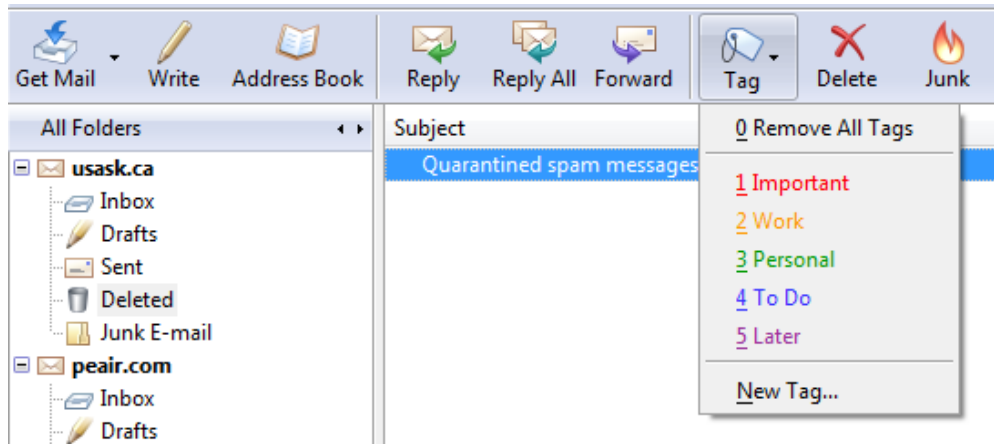 Get Mail Write Address Book Reply Reply All Forward Tag Delete Junk
All Folders
usask.ca
Inbox
Drafts
Sent
Deleted
Junk E-mail
peair.com
Inbox
Drafts
Subject
Quarantined spam messages
0 Remove All Tags
1 Important
2 Work
3 Personal
4 To Do
5 Later
New Tag...